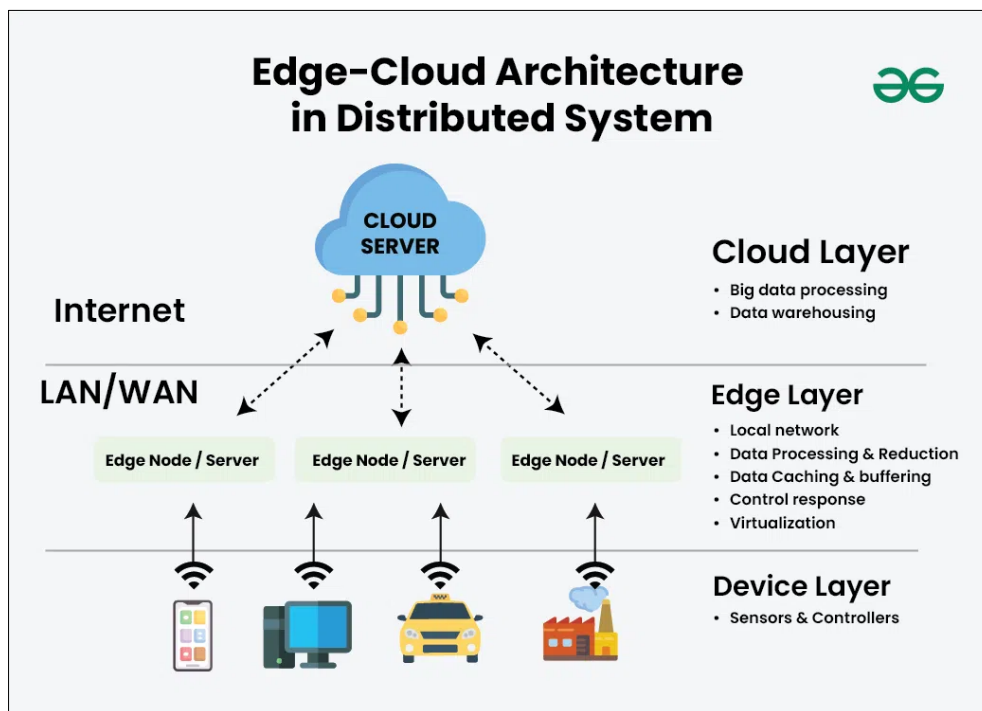 Edge-Cloud Architecture
in Distributed System
CLOUD
SERVER
Internet
Cloud Layer
• Big data processing
• Data warehousing
LAN/WAN
Edge Layer
• Local network
• Data Processing & Reduction
• Data Caching & buffering
• Control response
• Virtualization
Edge Node / Server
Edge Node / Server
Edge Node / Server
Device Layer
• Sensors & Controllers